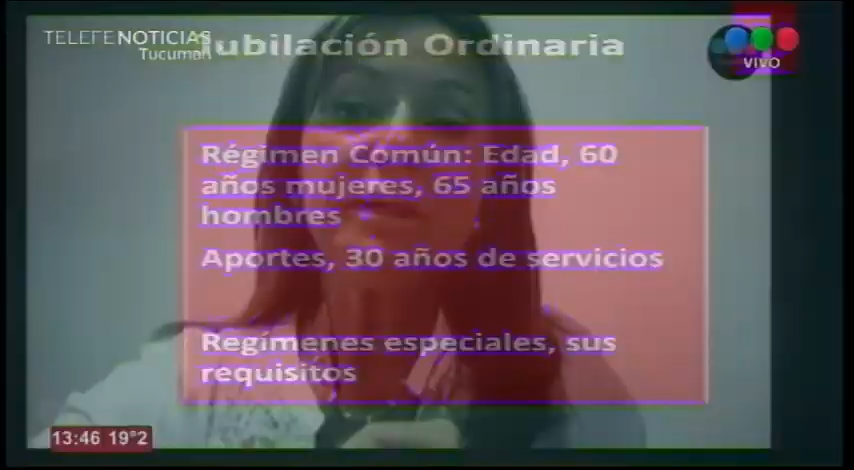 TELEFENOTICIAS
Tucumán
Jubilación Ordinaria
VIVO
Régimen Común: Edad, 60
años mujeres, 65 años
hombres
Aportes, 30 años de servicios
Regímenes especiales, sus
requisitos
13:46 19°2